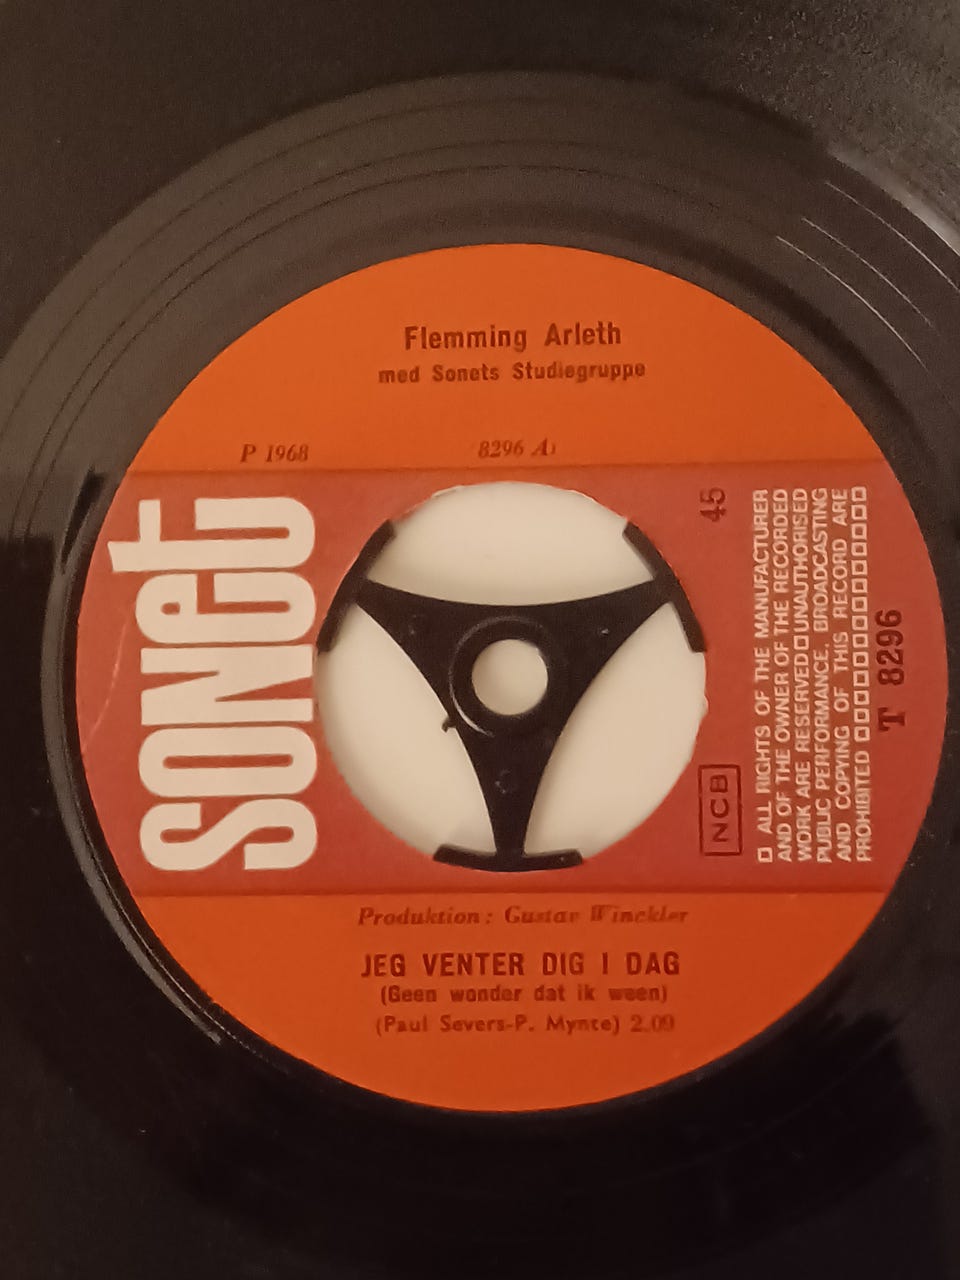 Flemming Arleth
med Sonets Studiegruppe
P 1968
8296 A
sonet
45
□ ALL RIGHTS OF THE MANUFACTURER
AND OF THE OWNER OF THE RECORDED
WORK ARE RESERVED□UNAUTHORISED
PUBLIC PERFORMANCE, BROADCASTING
AND COPYING OF THIS RECORD ARE
PROHIBITED □□□□□□□□□□□□□
T 8296
NCB
Produktion: Gustav Winckler
JEG VENTER DIG I DAG
(Geen wonder dat ik ween)
(Paul Severs-P. Mynte) 2.09